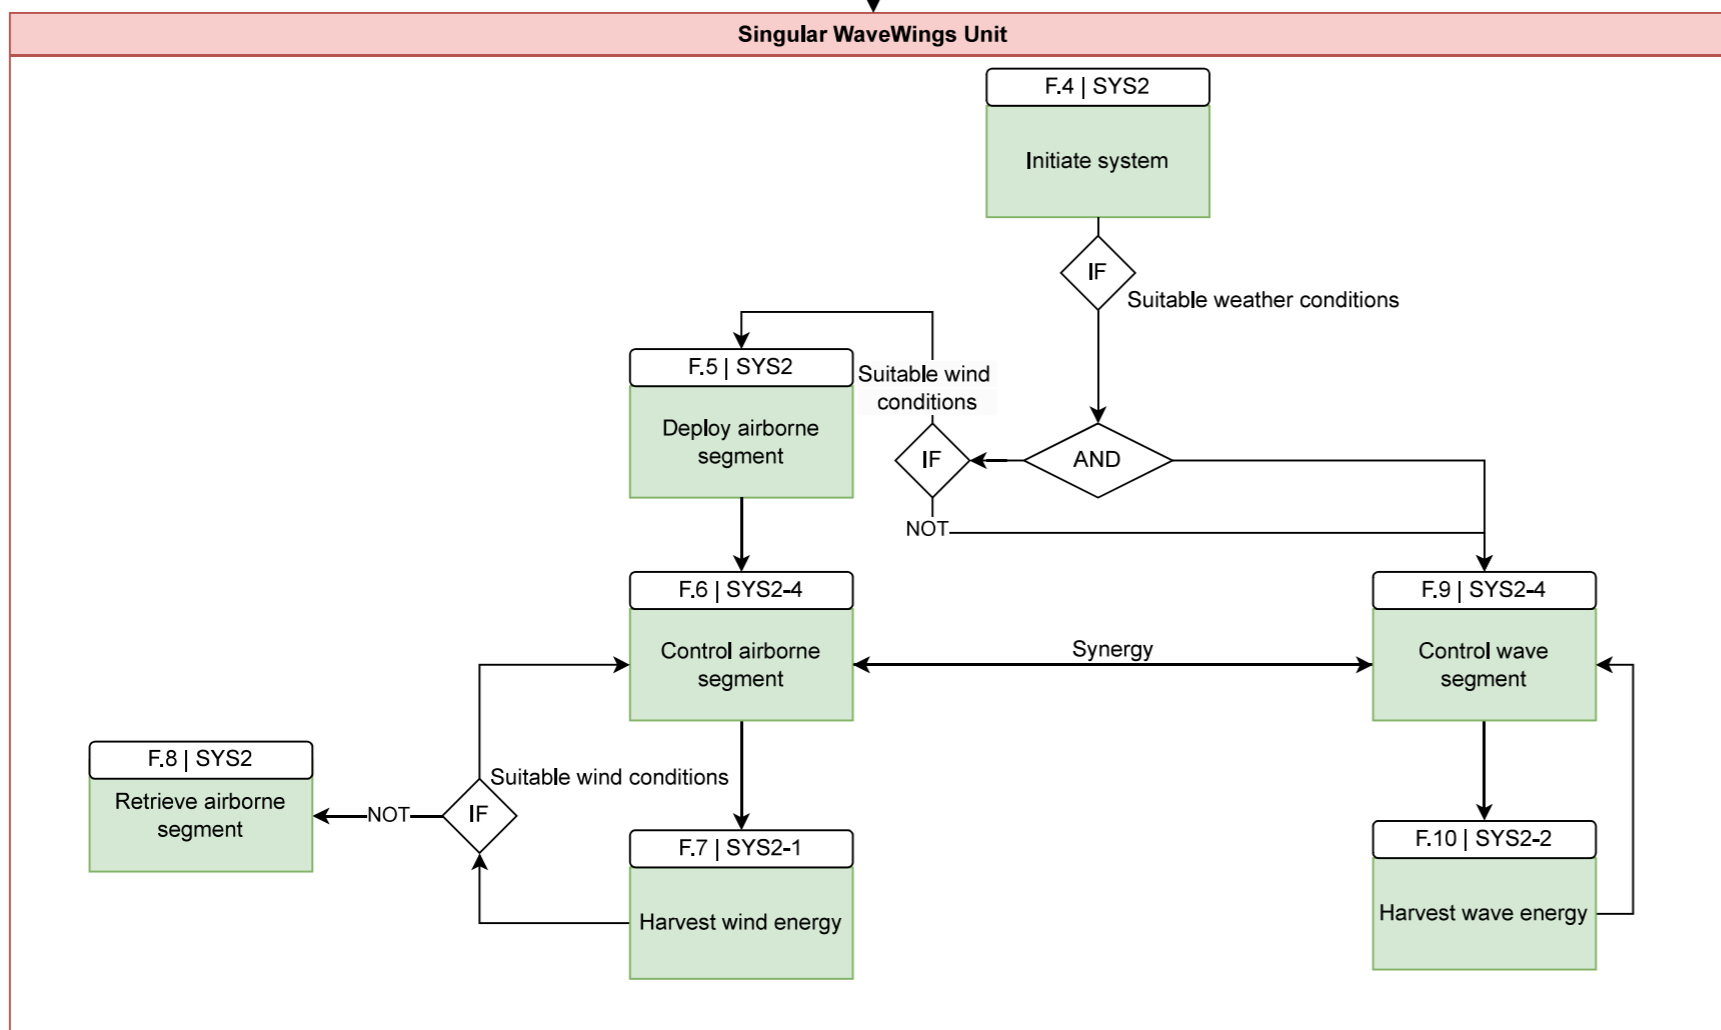 Singular WaveWings Unit
F.4 | SYS2
Initiate system
IF
Suitable weather conditions
F.5 | SYS2
Deploy airborne
segment
Suitable wind
conditions
IF
AND
NOT
F.6 | SYS2-4
Control airborne
segment
Synergy
F.9 | SYS2-4
Control wave
segment
F.8 | SYS2
Retrieve airborne
segment
NOT
IF
Suitable wind conditions
F.7 | SYS2-1
Harvest wind energy
F.10 | SYS2-2
Harvest wave energy